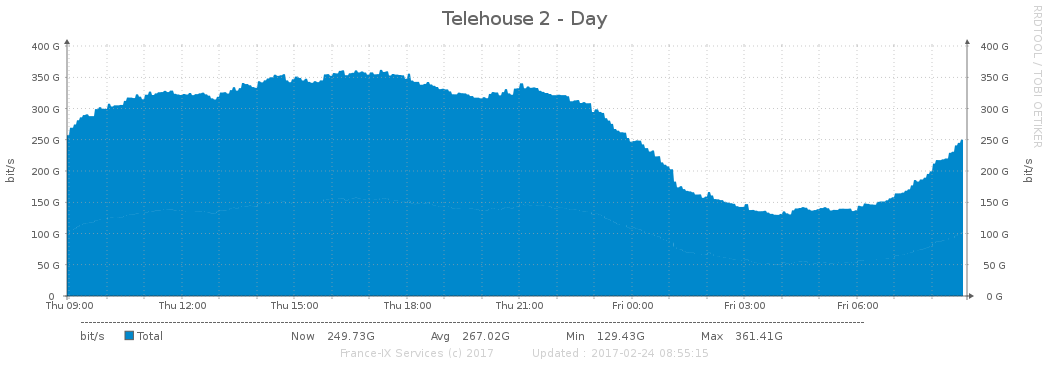 Telehouse 2 - Day
RRDTOOL / TOBI OETIKER
400 G 400 G
350 G 350 G
300 G 300 G
250 G 250 G
200 G 200 G
150 G 150 G
100 G 100 G
50 G 50 G
0 0 G
bit/s bit/s
Thu 09:00 Thu 12:00 Thu 15:00 Thu 18:00 Thu 21:00 Fri 00:00 Fri 03:00 Fri 06:00
bit/s Total Now 249.73G Avg 267.02G Min 129.43G Max 361.41G
France-IX Services (c) 2017 Updated : 2017-02-24 08:55:15